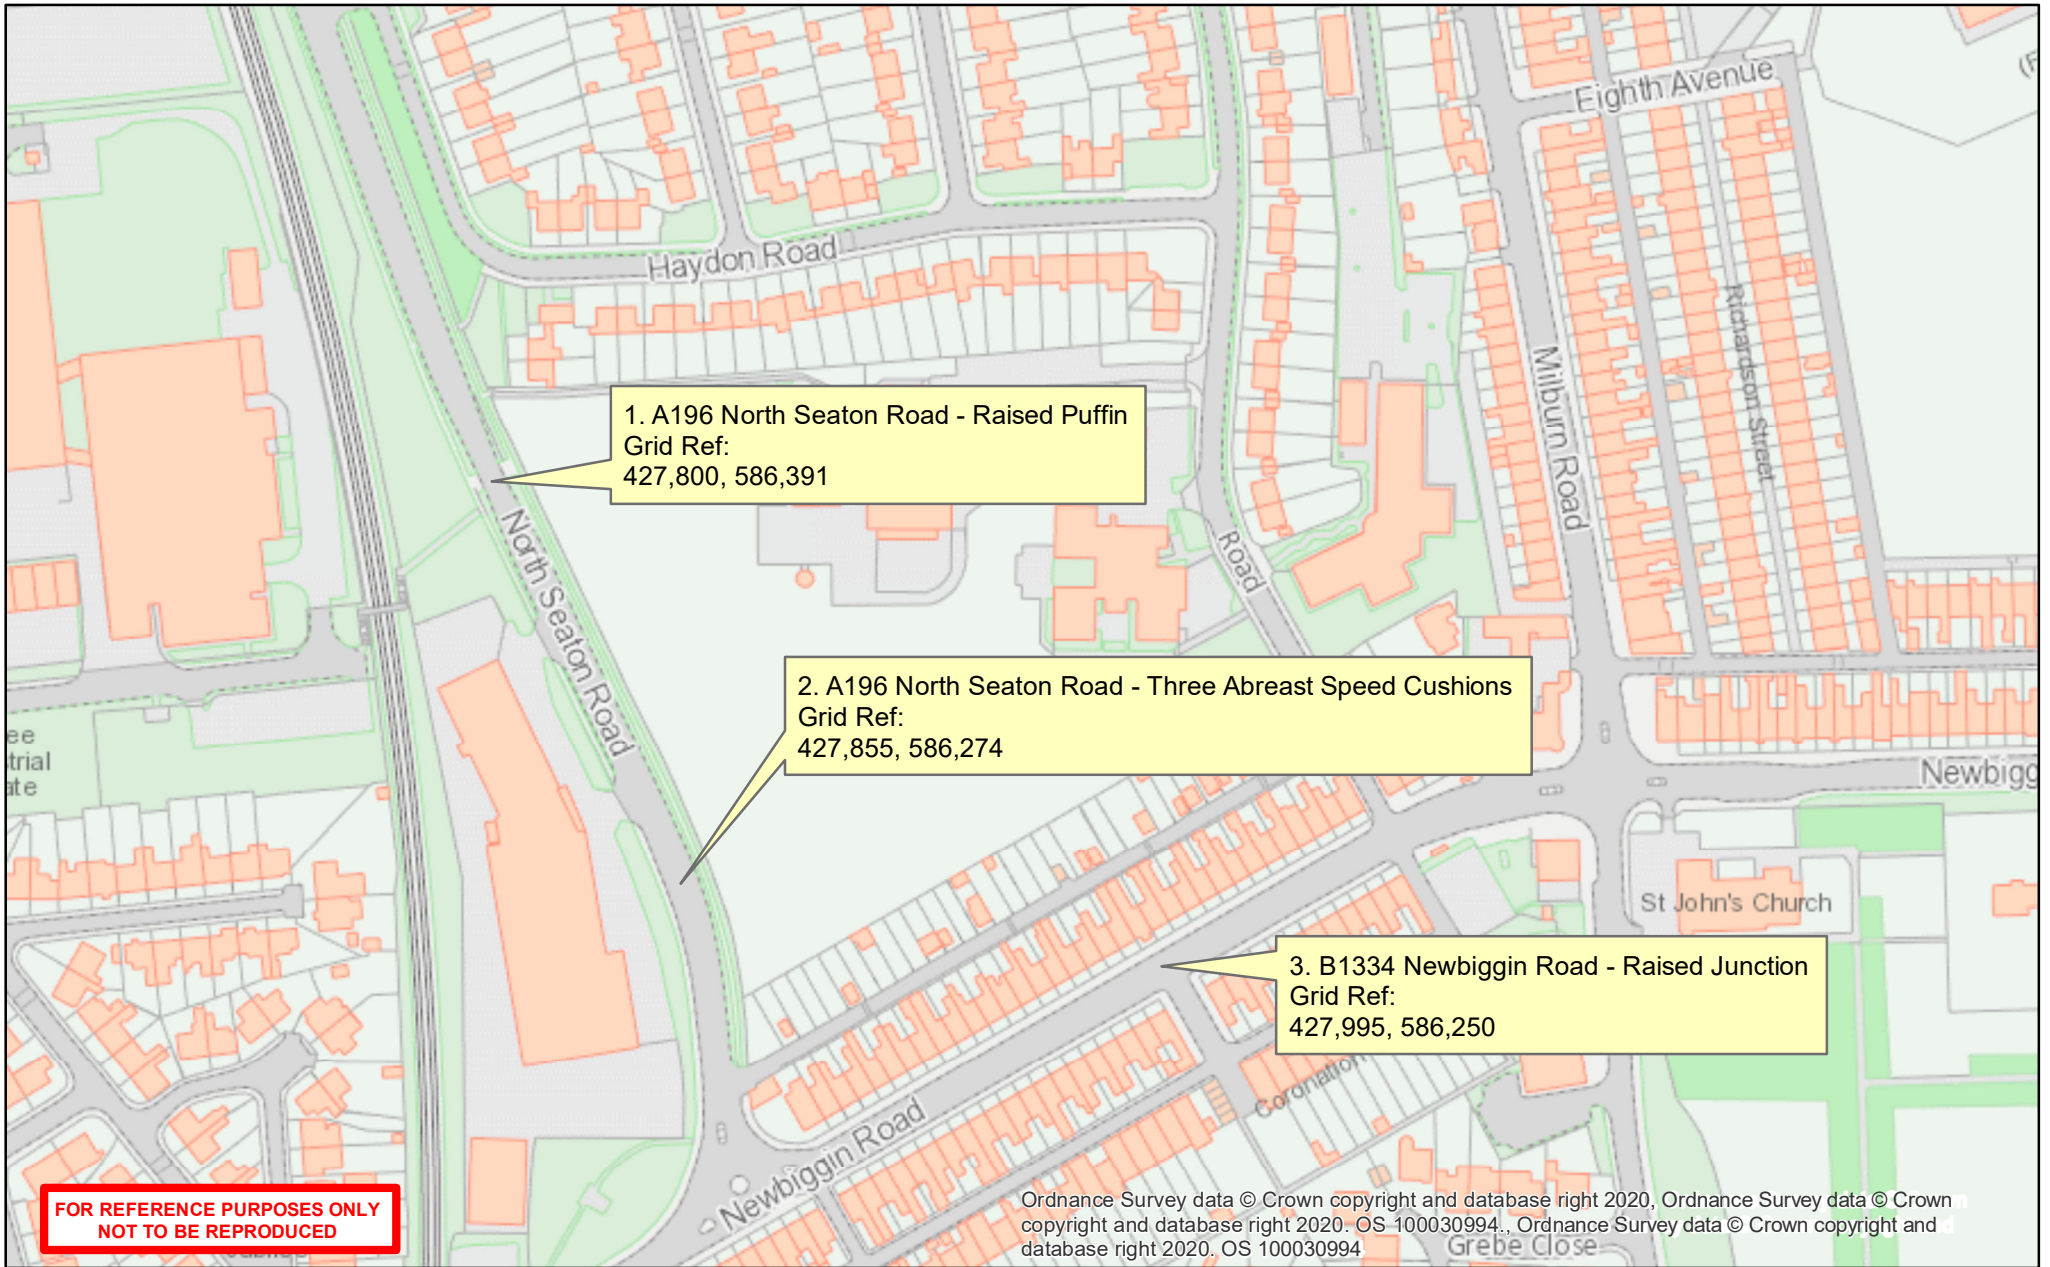 Eighth Avenue
Haydon Road
Richardson Street
Milburn Road
1. A196 North Seaton Road - Raised Puffin
Grid Ref:
427,800, 586,391
North Seaton Road
Road
2. A196 North Seaton Road - Three Abreast Speed Cushions
Grid Ref:
427,855, 586,274
ee
strial
ate
Newbigg
St John's Church
3. B1334 Newbiggin Road - Raised Junction
Grid Ref:
427,995, 586,250
Coronation
Newbiggin Road
FOR REFERENCE PURPOSES ONLY
NOT TO BE REPRODUCED
Ordnance Survey data © Crown copyright and database right 2020, Ordnance Survey data © Crown
copyright and database right 2020. OS 100030994., Ordnance Survey data © Crown copyright and
database right 2020. OS 100030994
Grebe Close